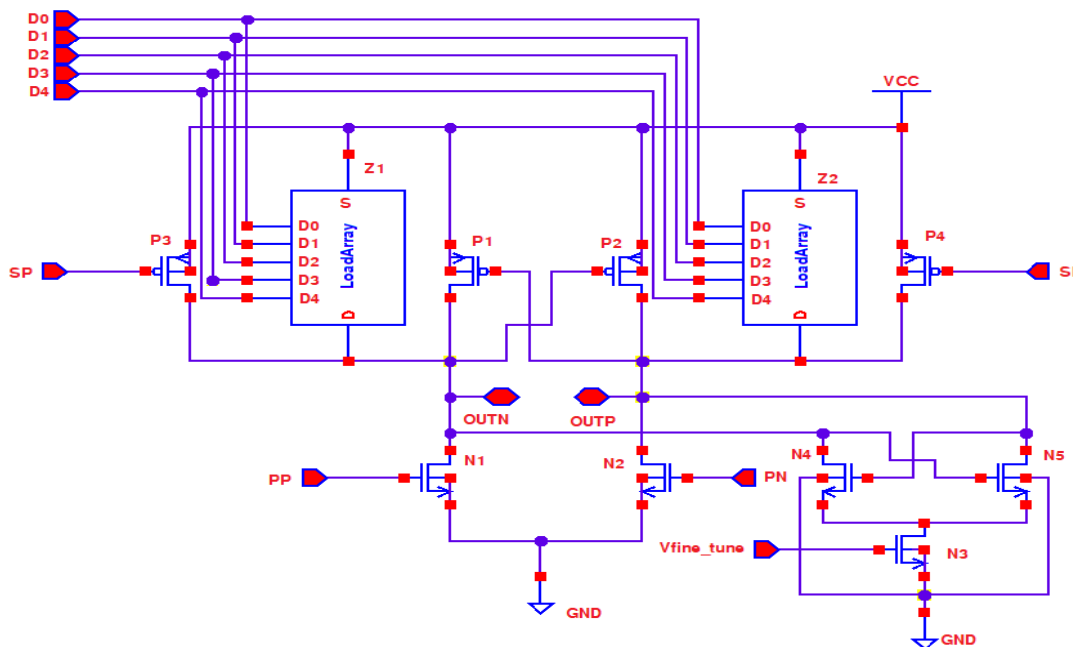 D0
D1
D2
D3
D4
VCC
Z1
Z2
S
S
P3
D0
D1
D2
D3
D4
LoadArray
D
P1
P2
D0
D1
D2
D3
D4
LoadArray
D
P4
SP
OUTN
OUTP
PP
N1
N2
PN
N4
N5
Vfine_tune
N3
GND
GND